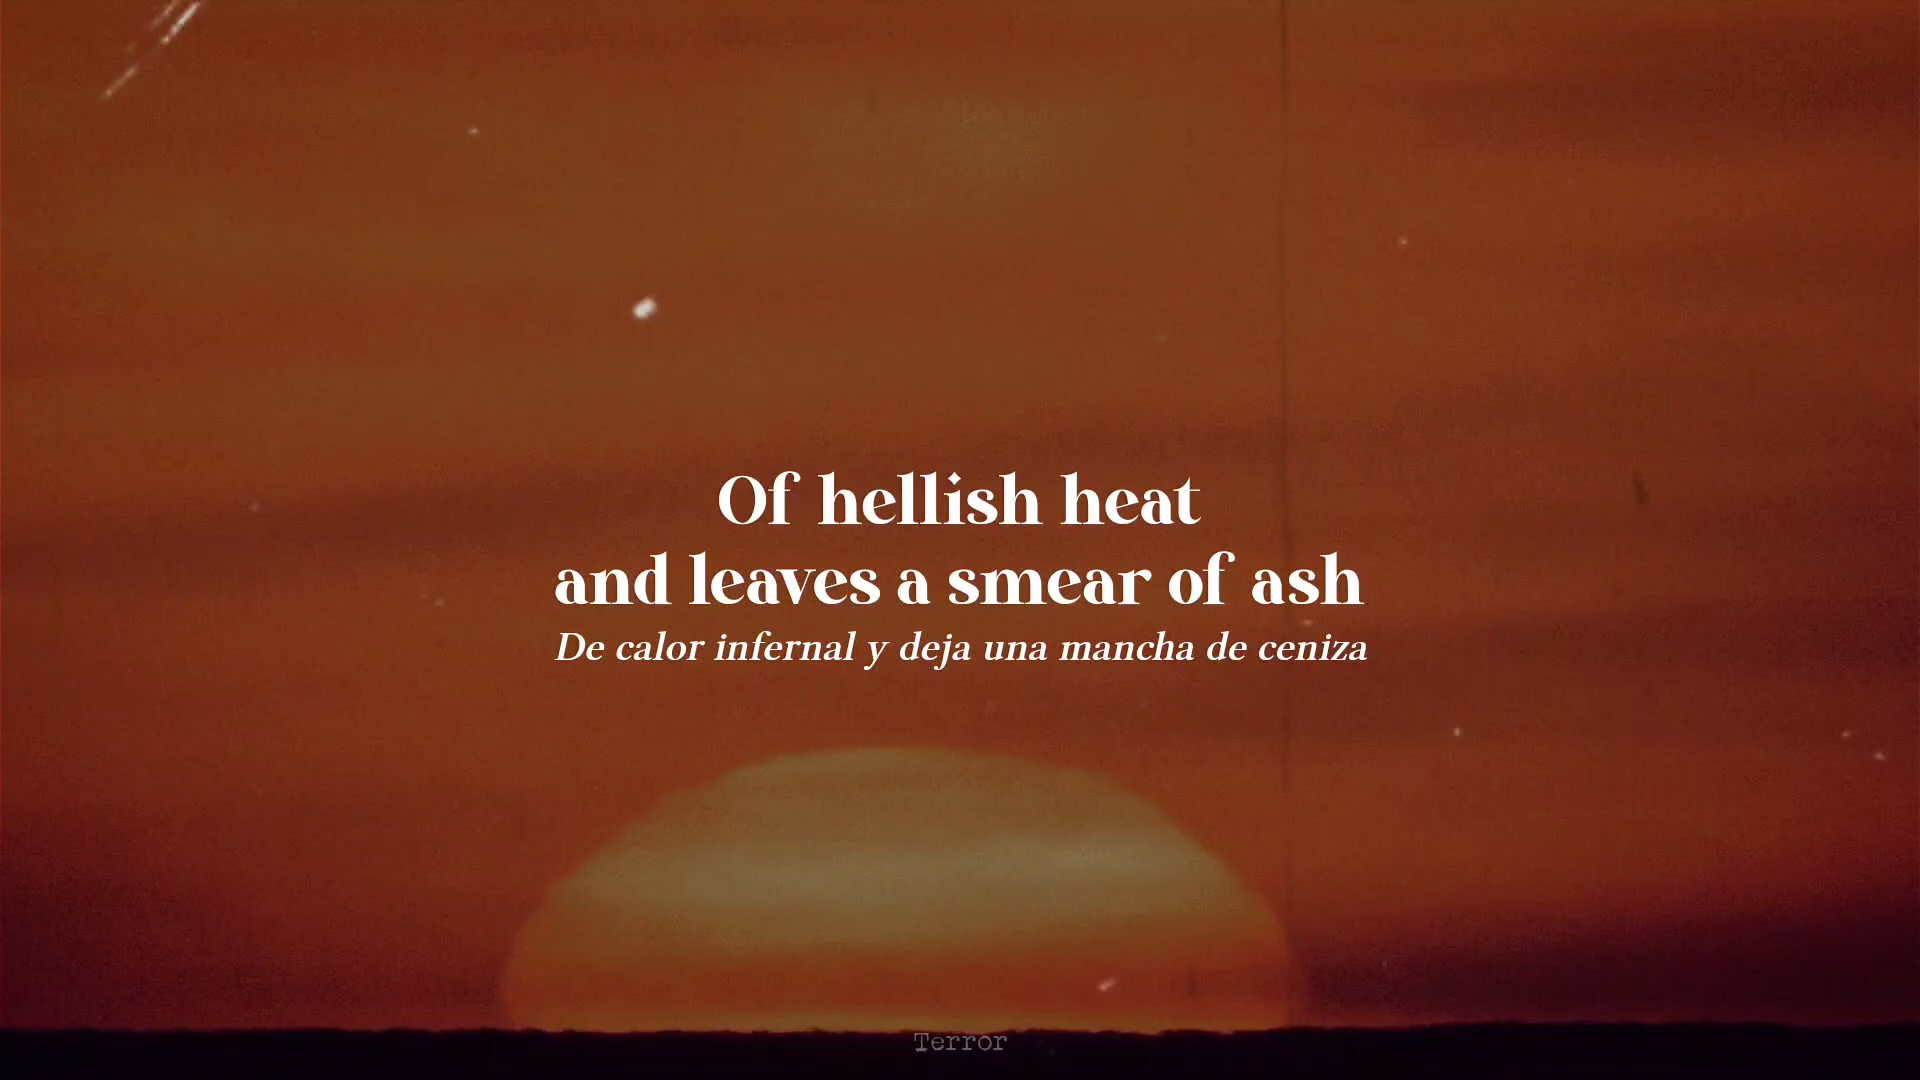 Of hellish heat
and leaves a smear of ash
De calor infernal y deja una mancha de ceniza
Terror